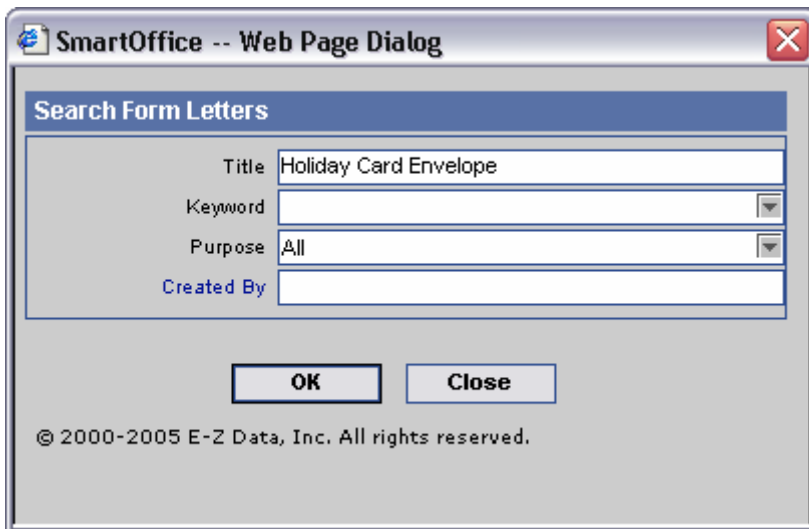 SmartOffice -- Web Page Dialog
Search Form Letters
Title Holiday Card Envelope
Keyword
Purpose All
Created By
OK Close
© 2000-2005 E-Z Data, Inc. All rights reserved.